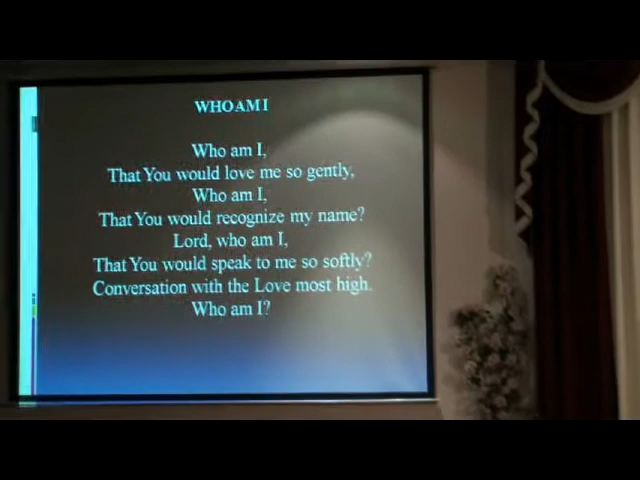 WHO AM I
Who am I,
That You would love me so gently,
Who am I,
That You would recognize my name?
Lord, who am I,
That You would speak to me so softly?
Conversation with the Love most high.
Who am I?